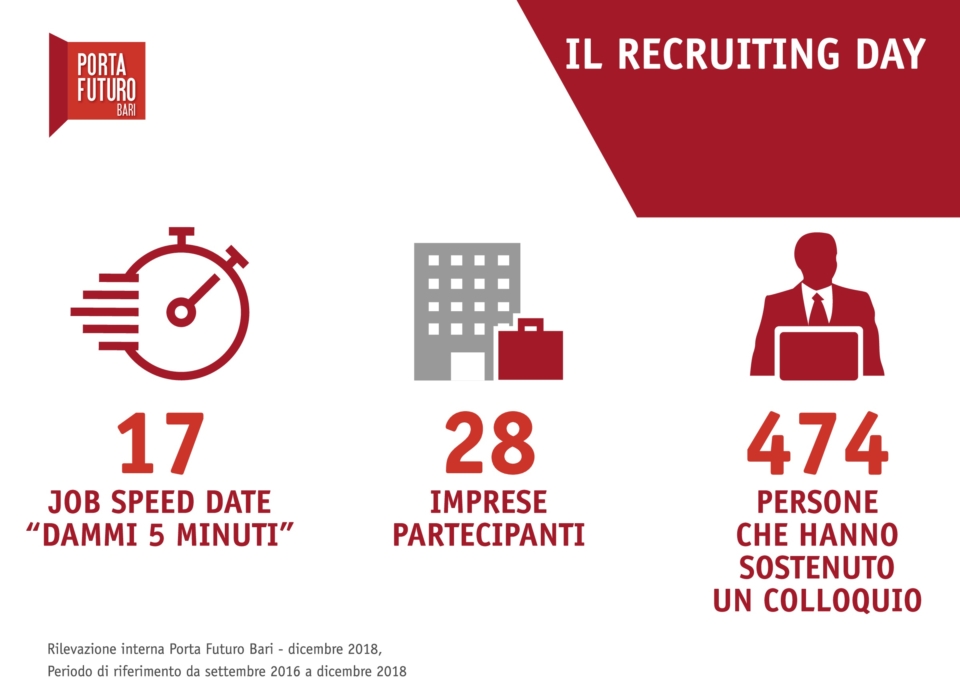 PORTA
FUTURO
BARI
IL RECRUITING DAY
17
JOB SPEED DATE
“DAMMI 5 MINUTI”
28
IMPRESE
PARTECIPANTI
474
PERSONE
CHE HANNO
SOSTENUTO
UN COLLOQUIO
Rilevazione interna Porta Futuro Bari - dicembre 2018,
Periodo di riferimento da settembre 2016 a dicembre 2018